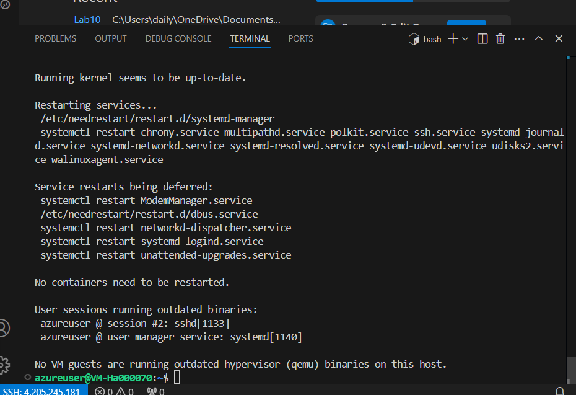 Lab10 C:\Users\daily\OneDrive\Documents...
PROBLEMS OUTPUT DEBUG CONSOLE TERMINAL PORTS
bash
Running kernel seems to be up-to-date.
Restarting services...
/etc/needrestart/restart.d/systemd-manager
systemctl restart chrony.service multipathd.service polkit.service ssh.service systemd-journal
d.service systemd-networkd.service systemd-resolved.service systemd-udevd.service udisks2.servi
ce walinuxagent.service
Service restarts being deferred:
systemctl restart ModemManager.service
/etc/needrestart/restart.d/dbus.service
systemctl restart networkd-dispatcher.service
systemctl restart systemd-logind.service
systemctl restart unattended-upgrades.service
No containers need to be restarted.
User sessions running outdated binaries:
azureuser @ session #2: sshd[1133]
azureuser @ user manager service: systemd[1140]
No VM guests are running outdated hypervisor (qemu) binaries on this host.
azureuser@VM-Ha000070:~$
SSH: 4.205.245.181 0 0 0